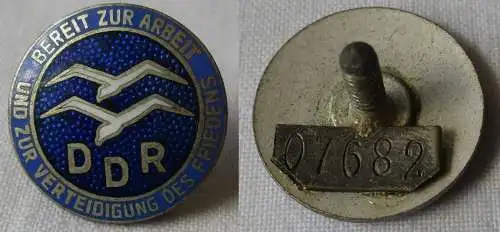 BEREIT ZUR ARBEIT
UND ZUR VERTEIDIGUNG DES FRIEDENS
DDR
07682